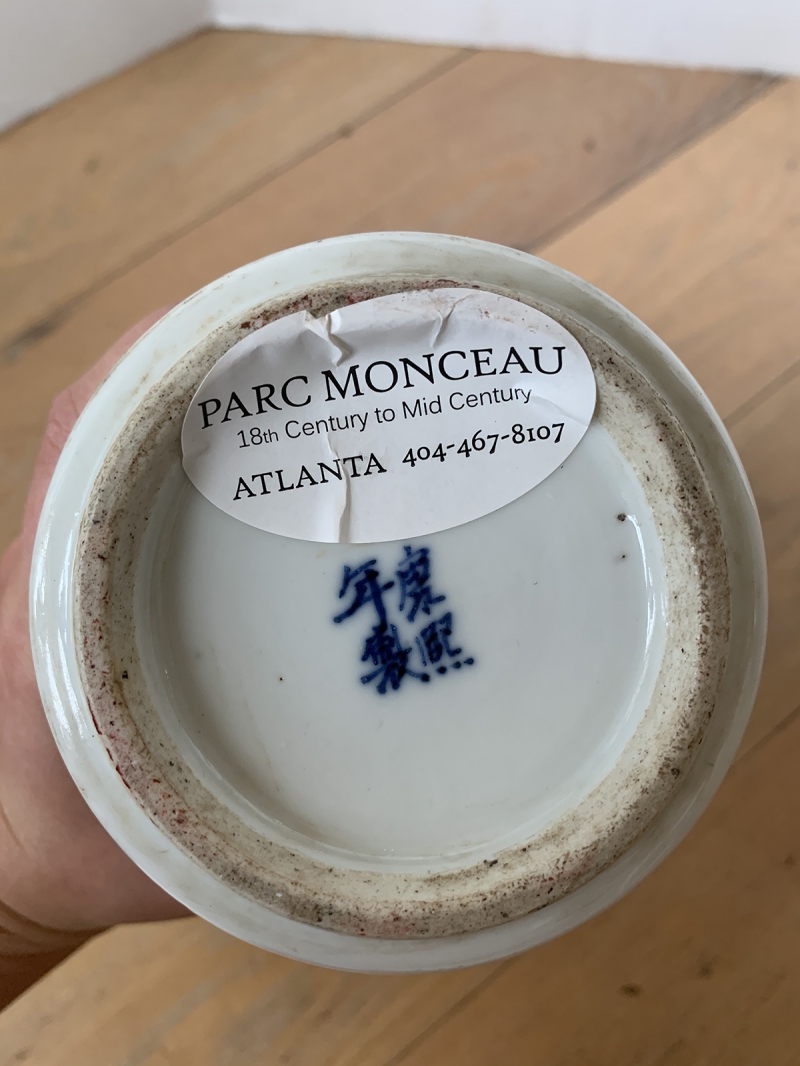 PARC MONCEAU
18th Century to Mid Century
ATLANTA 404-467-8107
康熙
年製